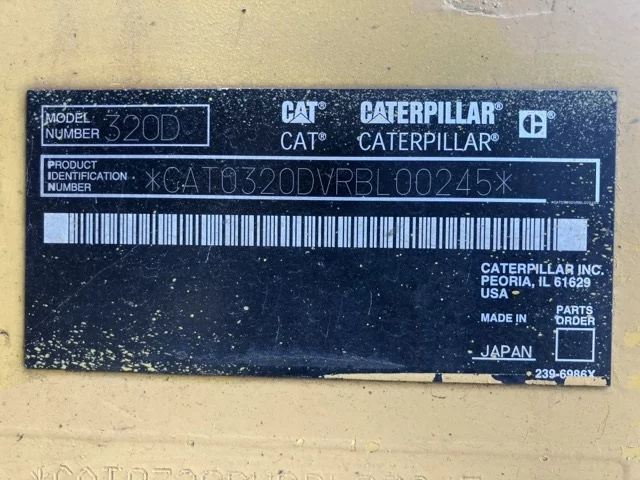 MODEL NUMBER 320D
CAT® CATERPILLAR®
CAT® CATERPILLAR®
PRODUCT IDENTIFICATION NUMBER *CAT0320DVRBL00245*
CATERPILLAR INC.
PEORIA, IL 61629
USA
MADE IN JAPAN
PARTS ORDER
239-6986X